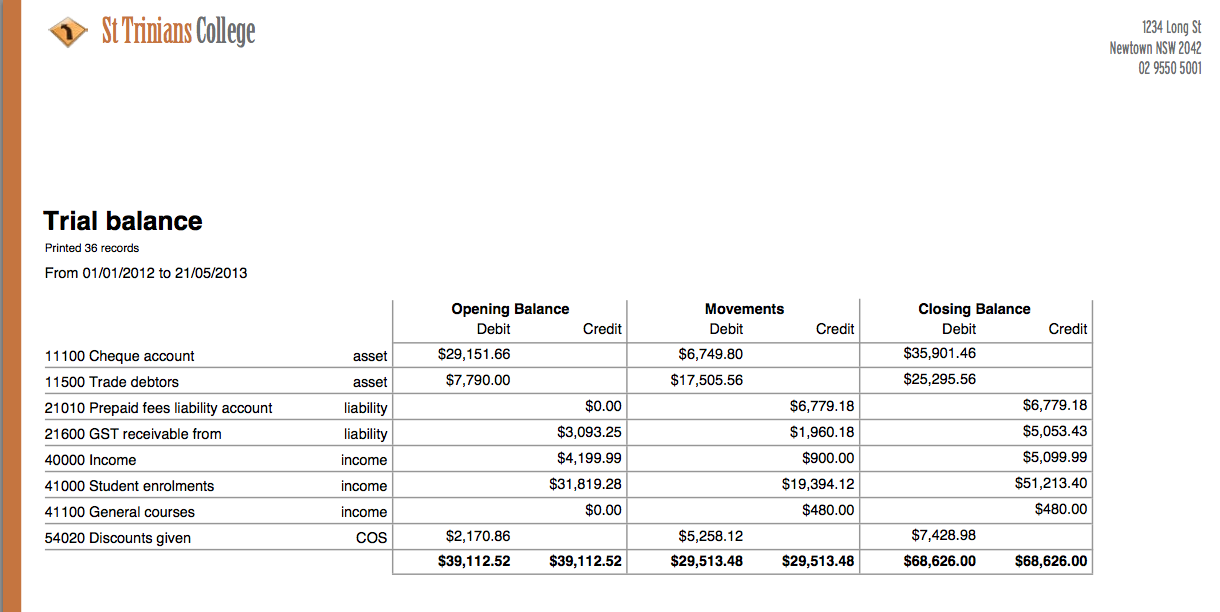 St Trinians College
1234 Long St
Newtown NSW 2042
02 9550 5001
Trial balance
Printed 36 records
From 01/01/2012 to 21/05/2013
Opening Balance Movements Closing Balance
Debit Credit Debit Credit Debit Credit
11100 Cheque account asset $29,151.66 $6,749.80 $35,901.46
11500 Trade debtors asset $7,790.00 $17,505.56 $25,295.56
21010 Prepaid fees liability account liability $0.00 $6,779.18 $6,779.18
21600 GST receivable from liability $3,093.25 $1,960.18 $5,053.43
40000 Income income $4,199.99 $900.00 $5,099.99
41000 Student enrolments income $31,819.28 $19,394.12 $51,213.40
41100 General courses income $0.00 $480.00 $480.00
54020 Discounts given COS $2,170.86 $5,258.12 $7,428.98
$39,112.52 $39,112.52 $29,513.48 $29,513.48 $68,626.00 $68,626.00